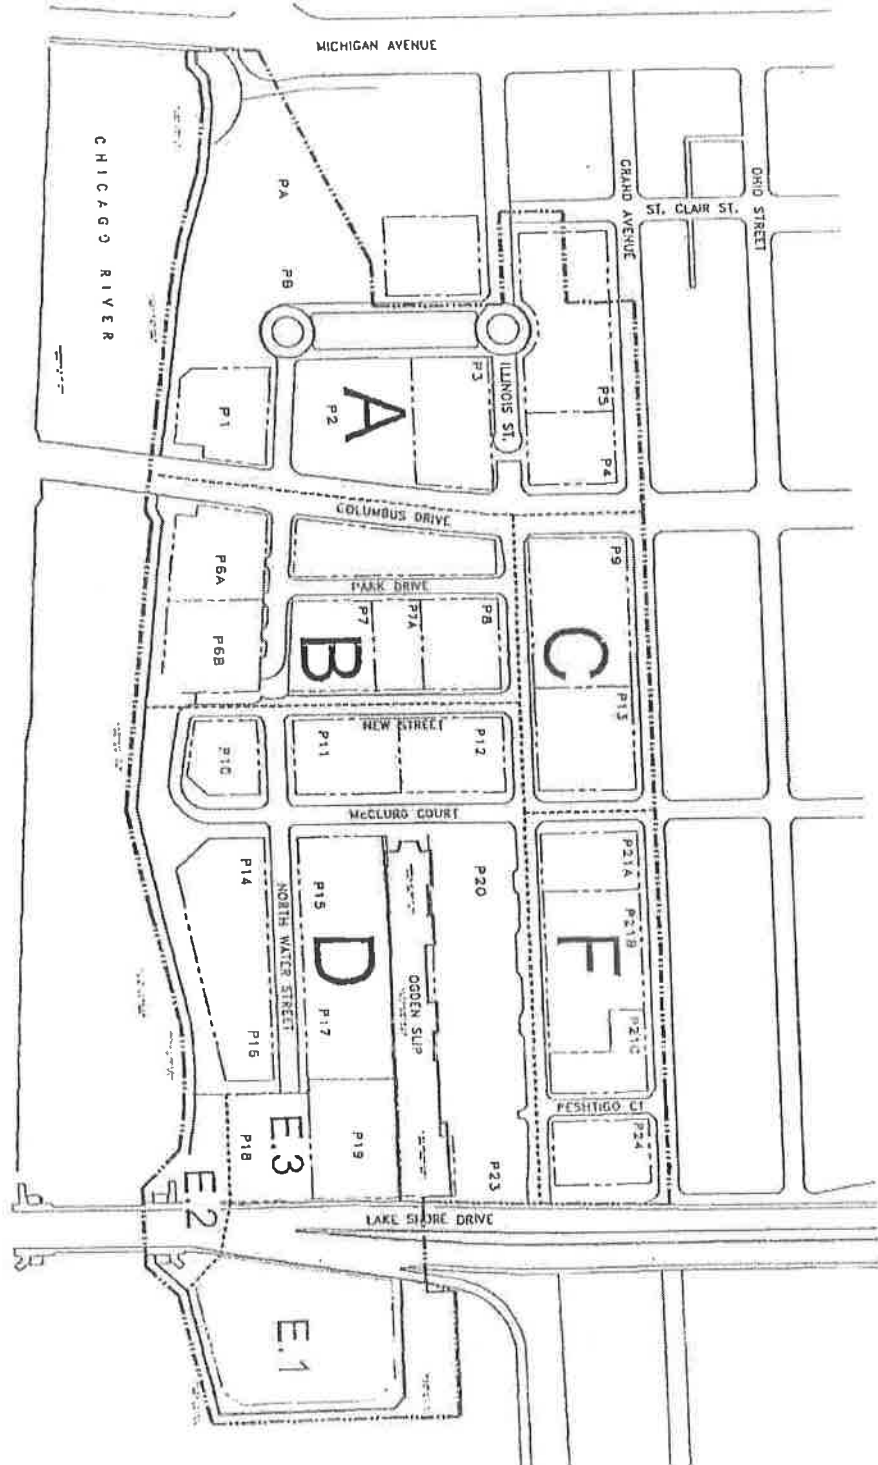 MICHIGAN AVENUE
CHICAGO RIVER
GRAND AVENUE
OHIO STREET
ST. CLAIR ST.
PA
PB
ILLINOIS ST.
P3
P5
A
P2
P1
P4
COLUMBUS DRIVE
P6A
PARK DRIVE
P9
P7
P7A
P8
B
C
P6B
P13
NEW STREET
P10
P11
P12
McCLURG COURT
P14
P15
P20
P21A
NORTH WATER STREET
D
F
P21B
OGDEN SLIP
P16
P17
P21C
PESHTIGO CT
P18
E.3
P19
P23
P24
E.2
LAKE SHORE DRIVE
E.1